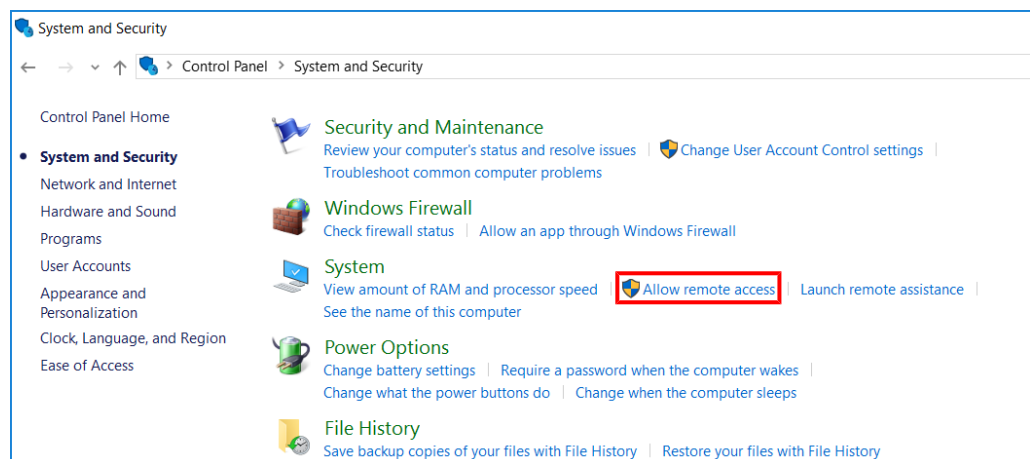 System and Security
Control Panel > System and Security
Control Panel Home
System and Security
Network and Internet
Hardware and Sound
Programs
User Accounts
Appearance and
Personalization
Clock, Language, and Region
Ease of Access
Security and Maintenance
Review your computer's status and resolve issues | Change User Account Control settings |
Troubleshoot common computer problems
Windows Firewall
Check firewall status | Allow an app through Windows Firewall
System
View amount of RAM and processor speed | Allow remote access | Launch remote assistance |
See the name of this computer
Power Options
Change battery settings | Require a password when the computer wakes |
Change what the power buttons do | Change when the computer sleeps
File History
Save backup copies of your files with File History | Restore your files with File History